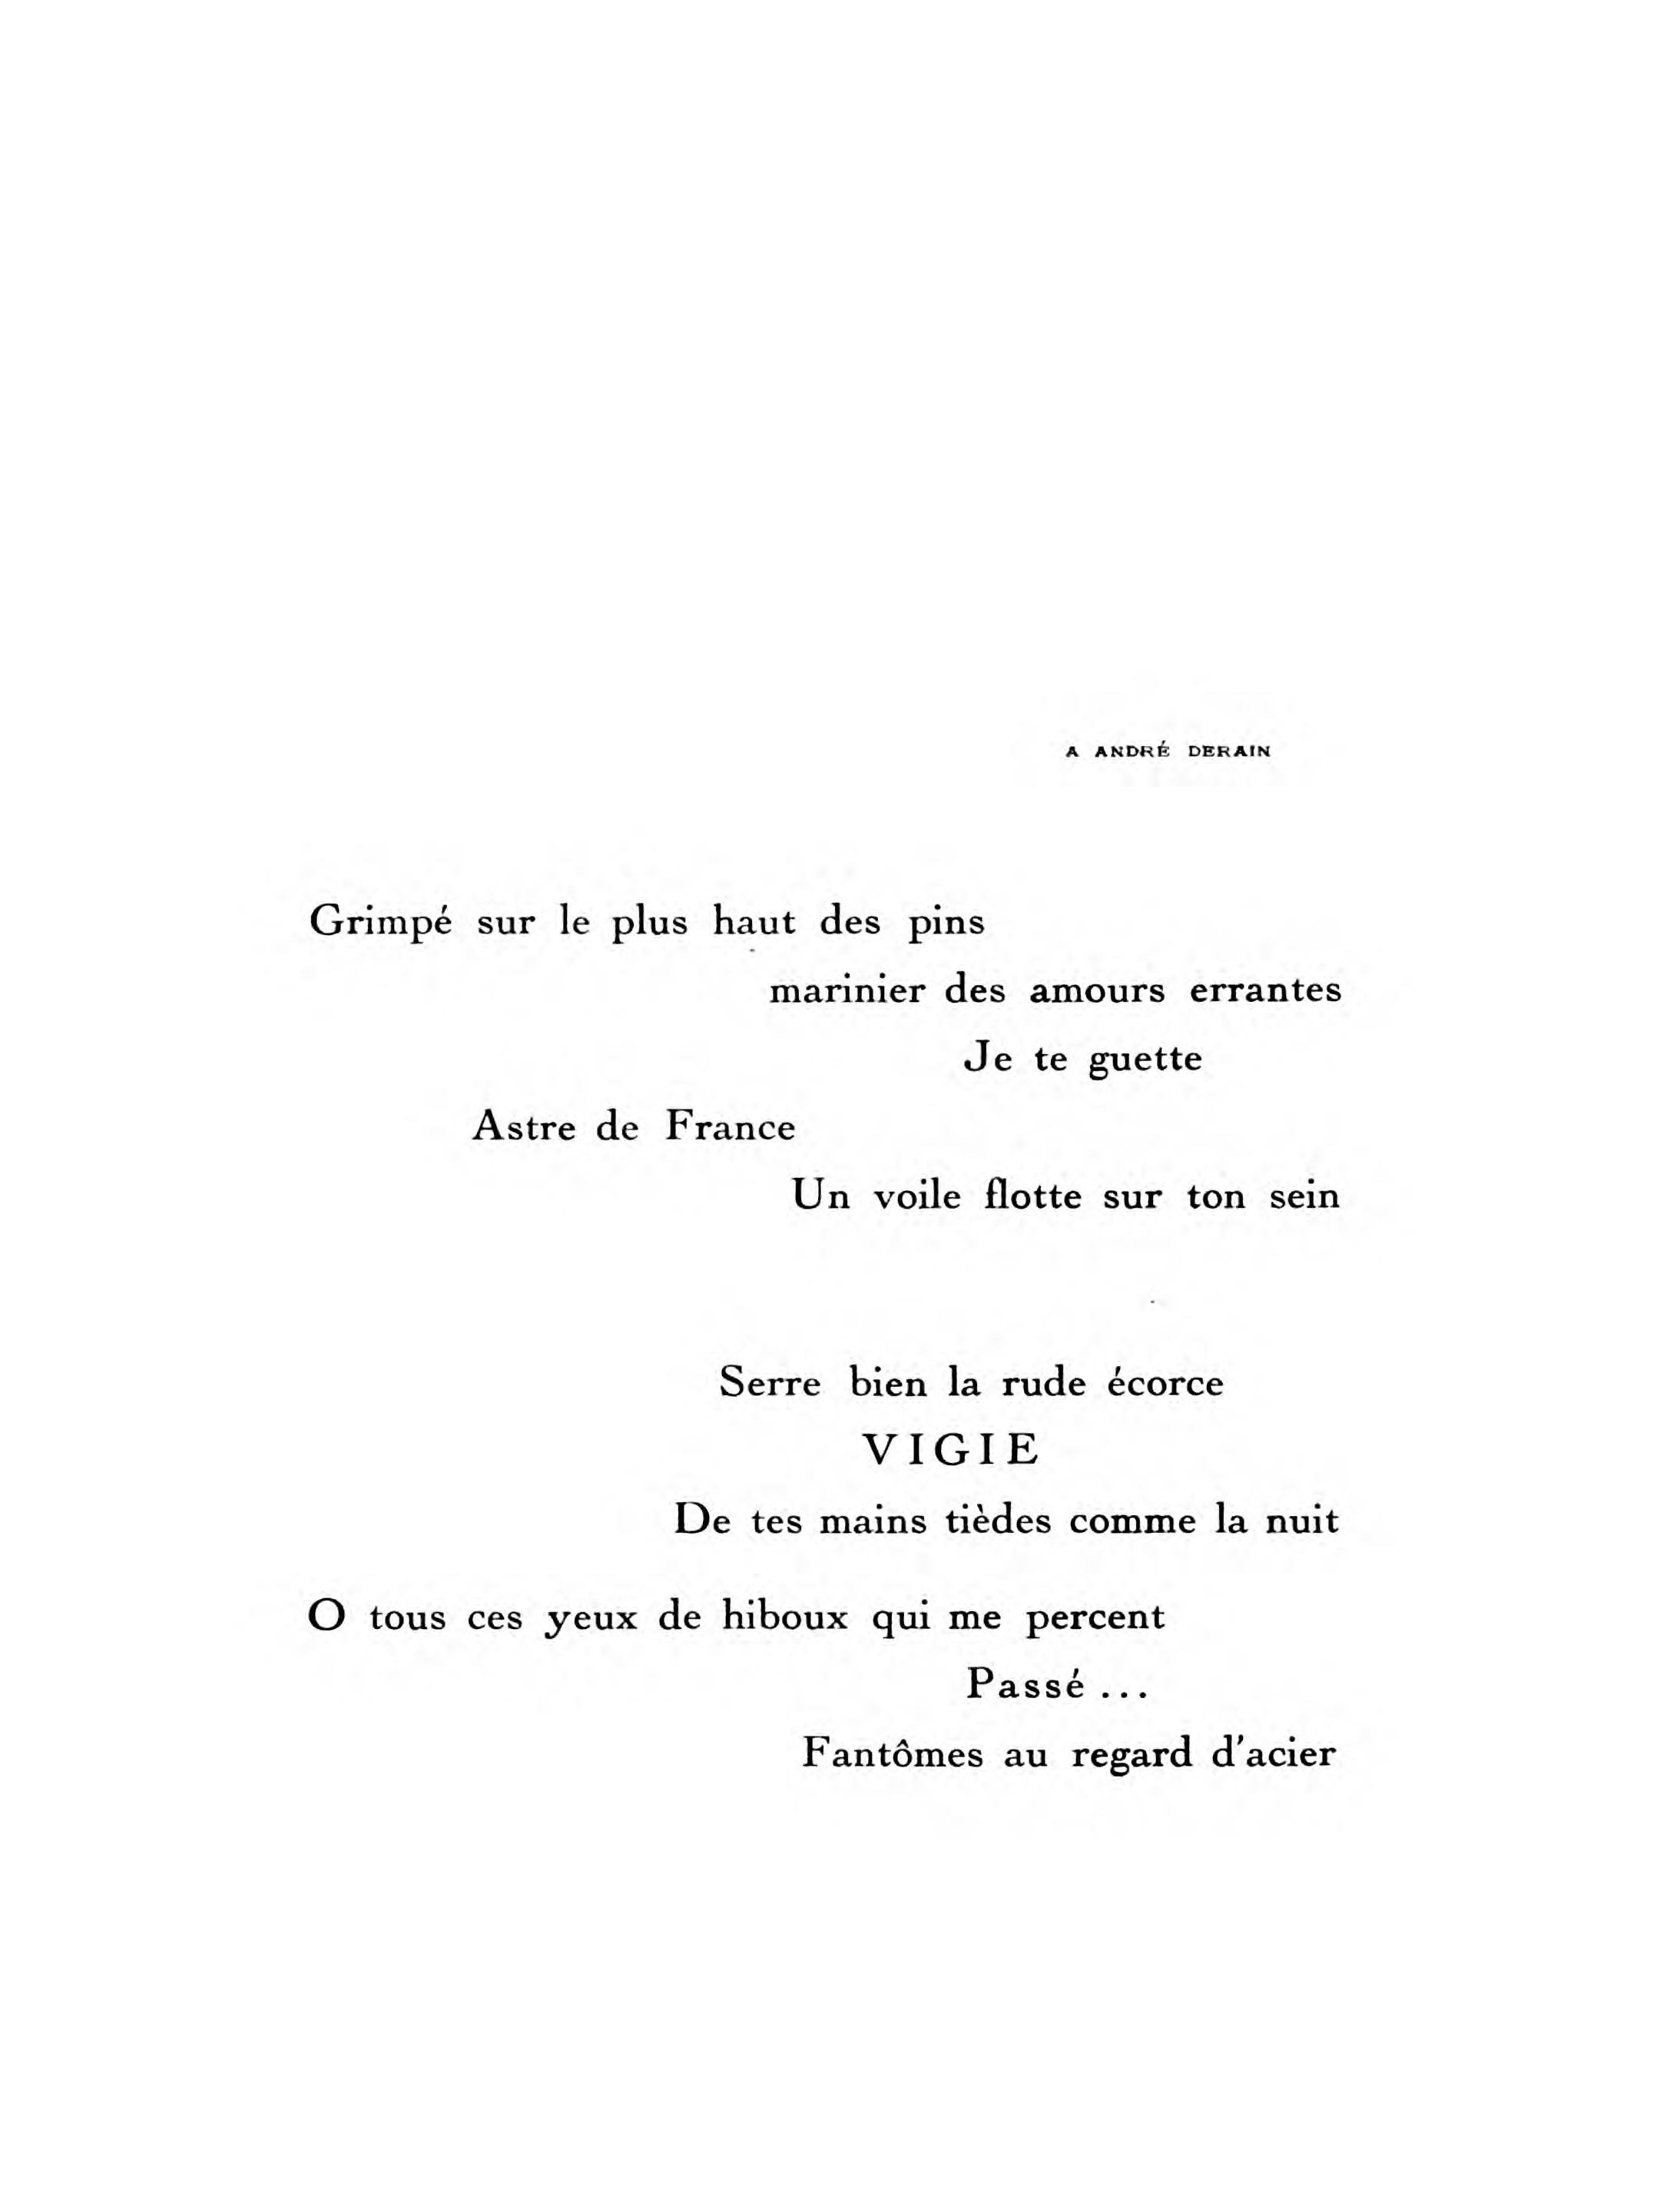 A ANDRÉ DERAIN
Grimpé sur le plus haut des pins
marinier des amours errantes
Je te guette
Astre de France
Un voile flotte sur ton sein
Serre bien la rude écorce
VIGIE
De tes mains tièdes comme la nuit
O tous ces yeux de hiboux qui me percent
Passé ...
Fantômes au regard d'acier